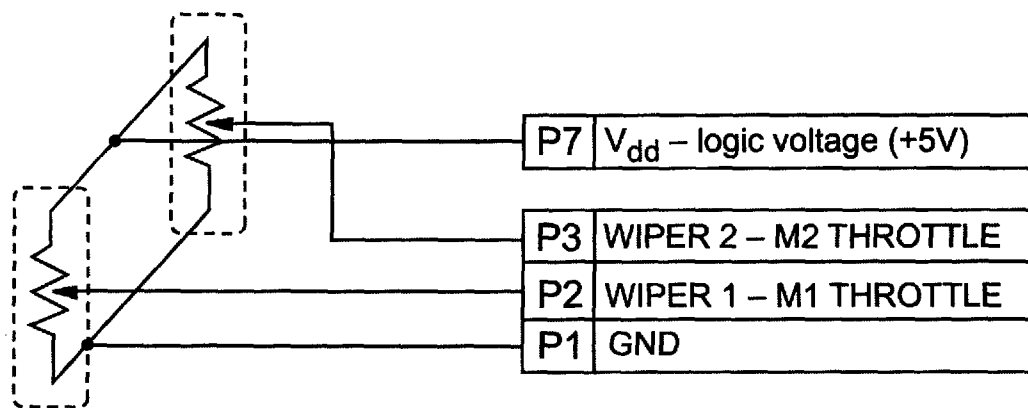 P7 V_dd – logic voltage (+5V)
P3 WIPER 2 – M2 THROTTLE
P2 WIPER 1 – M1 THROTTLE
P1 GND